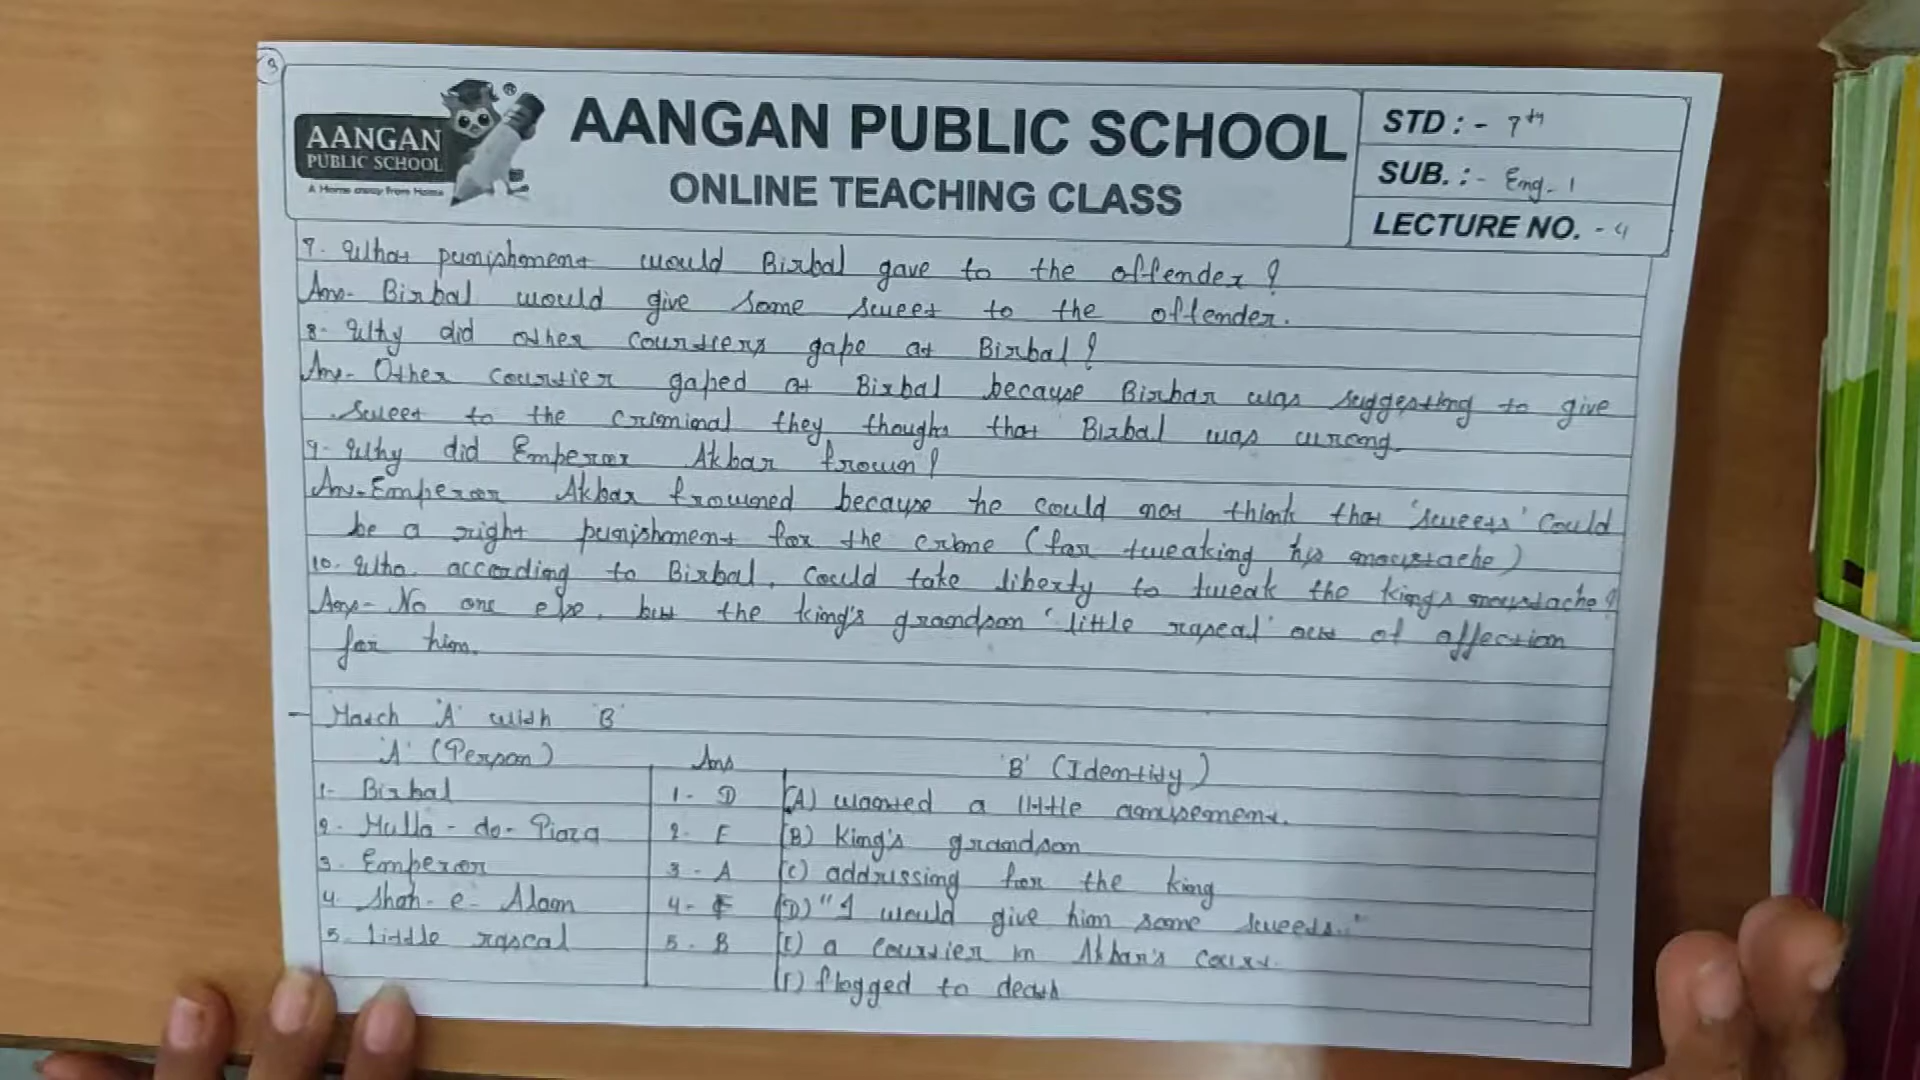 3
AANGAN
PUBLIC SCHOOL
A Home away From Home
®
AANGAN PUBLIC SCHOOL
ONLINE TEACHING CLASS
STD : - 7th
SUB. : - Eng- 1
LECTURE NO. - 4
7- What punishment would Birbal gave to the offender ?
Ans- Birbal would give some sweet to the offender.
8- Why did other courtiers gape at Birbal ?
Ans- Other courtier gaped at Birbal because Birbar was suggesting to give
sweet to the criminal they thought that Birbal was wrong.
9- Why did Emperor Akbar frown ?
Ans- Emperor Akbar frowned because he could not think that 'sweets' could
be a right punishment for the crime (for tweaking his moustache)
10. Who, according to Birbal, could take liberty to tweak the king's moustache ?
Ans- No one else, but the king's grandson 'little rascal' out of affection
for him.
- Match 'A' with 'B'
'A' (Person) Ans 'B' (Identity)
1- Birbal 1- D (A) wanted a little amusement.
2- Mulla - do - Piaza 2- E (B) King's grandson
3. Emperor 3 - A (C) addrissing for the king
4. Shah- e- Alam 4- (D) "I would give him some sweets."
5. Little rascal 5. B (E) a courtier in Akbar's court.
(F) flogged to death